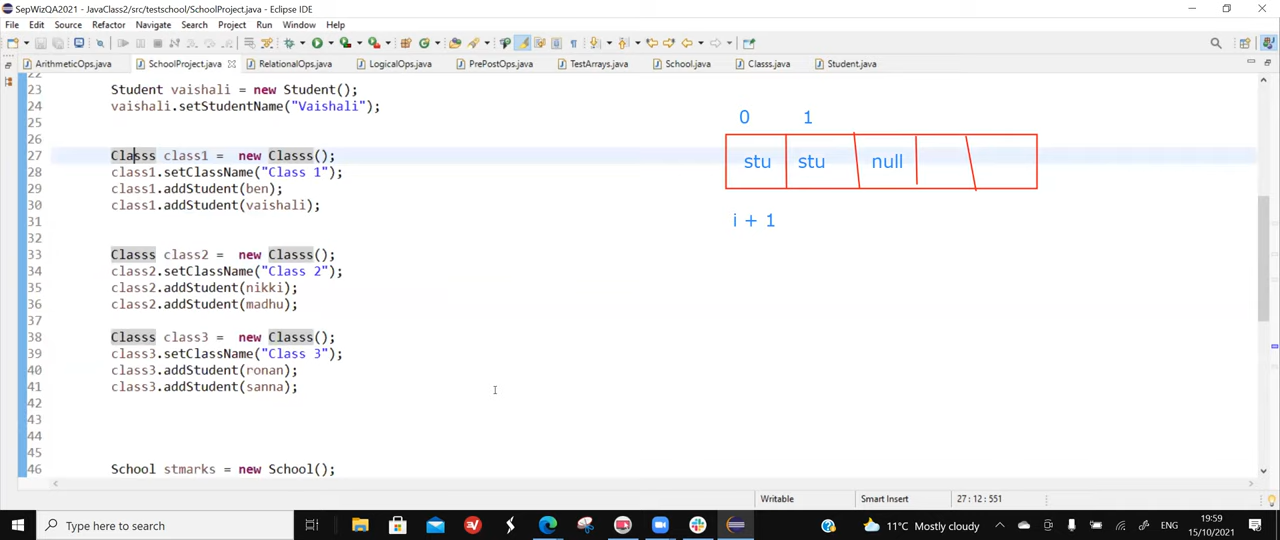 SepWizQA2021 - JavaClass2/src/testschool/SchoolProject.java - Eclipse IDE
File Edit Source Refactor Navigate Search Project Run Window Help
ArithmeticOps.java SchoolProject.java RelationalOps.java LogicalOps.java PrePostOps.java TestArrays.java School.java Classs.java Student.java
22
23 Student vaishali = new Student();
24 vaishali.setStudentName("Vaishali");
25
26
27 Classs class1 =  new Classs();
28 class1.setClassName("Class 1");
29 class1.addStudent(ben);
30 class1.addStudent(vaishali);
31
32
33 Classs class2 =  new Classs();
34 class2.setClassName("Class 2");
35 class2.addStudent(nikki);
36 class2.addStudent(madhu);
37
38 Classs class3 =  new Classs();
39 class3.setClassName("Class 3");
40 class3.addStudent(ronan);
41 class3.addStudent(sanna);
42
43
44
45
46 School stmarks = new School();
0 1
stu stu null
i + 1
Writable Smart Insert 27 : 12 : 551
Type here to search
11°C Mostly cloudy ENG
19:59
15/10/2021